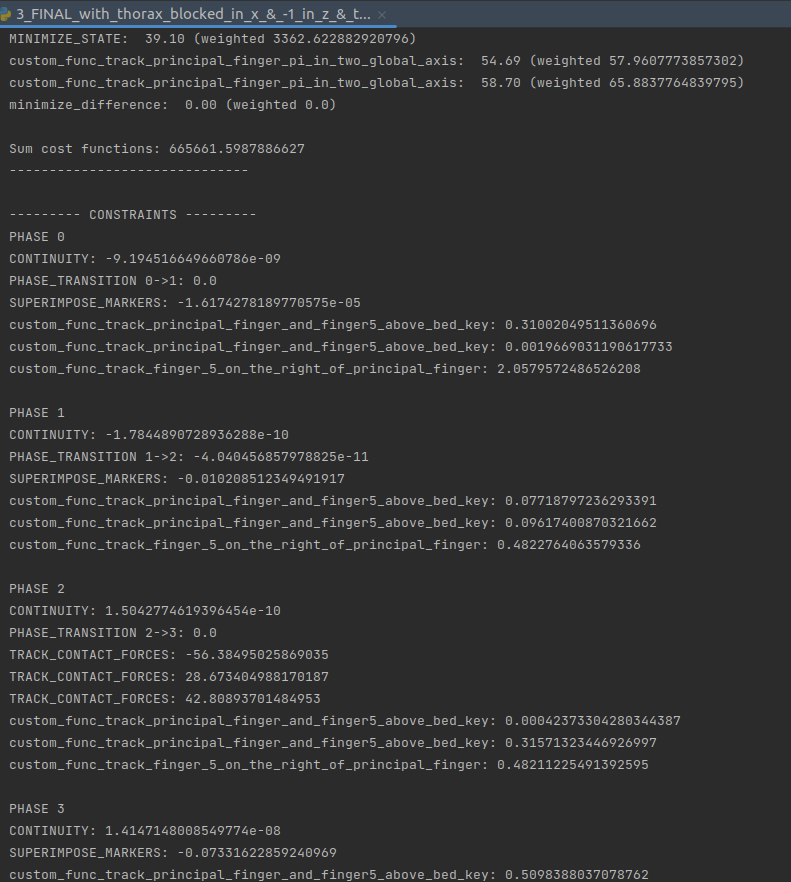 3_FINAL_with_thorax_blocked_in_x_&_-1_in_z_&_t...
MINIMIZE_STATE:  39.10 (weighted 3362.622882920796)
custom_func_track_principal_finger_pi_in_two_global_axis:  54.69 (weighted 57.9607773857302)
custom_func_track_principal_finger_pi_in_two_global_axis:  58.70 (weighted 65.8837764839795)
minimize_difference:  0.00 (weighted 0.0)
Sum cost functions: 665661.5987886627
------------------------------
--------- CONSTRAINTS ---------
PHASE 0
CONTINUITY: -9.194516649660786e-09
PHASE_TRANSITION 0->1: 0.0
SUPERIMPOSE_MARKERS: -1.6174278189770575e-05
custom_func_track_principal_finger_and_finger5_above_bed_key: 0.31002049511360696
custom_func_track_principal_finger_and_finger5_above_bed_key: 0.0019669031190617733
custom_func_track_finger_5_on_the_right_of_principal_finger: 2.0579572486526208
PHASE 1
CONTINUITY: -1.7844890728936288e-10
PHASE_TRANSITION 1->2: -4.040456857978825e-11
SUPERIMPOSE_MARKERS: -0.010208512349491917
custom_func_track_principal_finger_and_finger5_above_bed_key: 0.07718797236293391
custom_func_track_principal_finger_and_finger5_above_bed_key: 0.09617400870321662
custom_func_track_finger_5_on_the_right_of_principal_finger: 0.4822764063579336
PHASE 2
CONTINUITY: 1.5042774619396454e-10
PHASE_TRANSITION 2->3: 0.0
TRACK_CONTACT_FORCES: -56.38495025869035
TRACK_CONTACT_FORCES: 28.673404988170187
TRACK_CONTACT_FORCES: 42.80893701484953
custom_func_track_principal_finger_and_finger5_above_bed_key: 0.00042373304280344387
custom_func_track_principal_finger_and_finger5_above_bed_key: 0.31571323446926997
custom_func_track_finger_5_on_the_right_of_principal_finger: 0.48211225491392595
PHASE 3
CONTINUITY: 1.4147148008549774e-08
SUPERIMPOSE_MARKERS: -0.07331622859240969
custom_func_track_principal_finger_and_finger5_above_bed_key: 0.5098388037078762